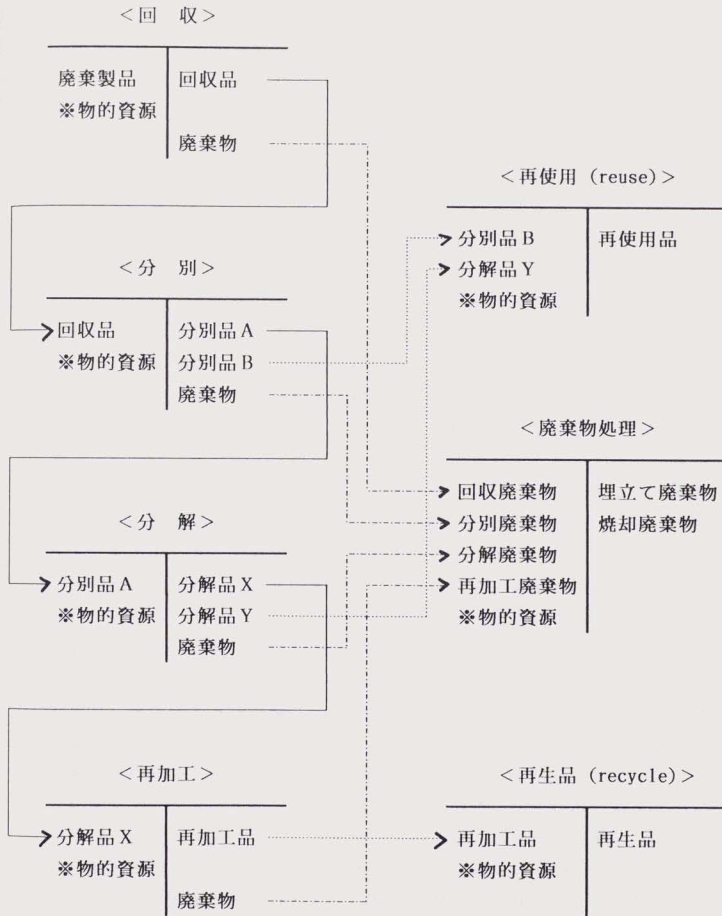 ＜回　収＞
廃棄製品　回収品
※物的資源
廃棄物
＜分　別＞
回収品　分別品A
※物的資源　分別品B
廃棄物
＜分　解＞
分別品A　分解品X
※物的資源　分解品Y
廃棄物
＜再加工＞
分解品X　再加工品
※物的資源
廃棄物
＜再使用 (reuse)＞
分別品B　再使用品
分解品Y
※物的資源
＜廃棄物処理＞
回収廃棄物　埋立て廃棄物
分別廃棄物　焼却廃棄物
分解廃棄物
再加工廃棄物
※物的資源
＜再生品 (recycle)＞
再加工品　再生品
※物的資源